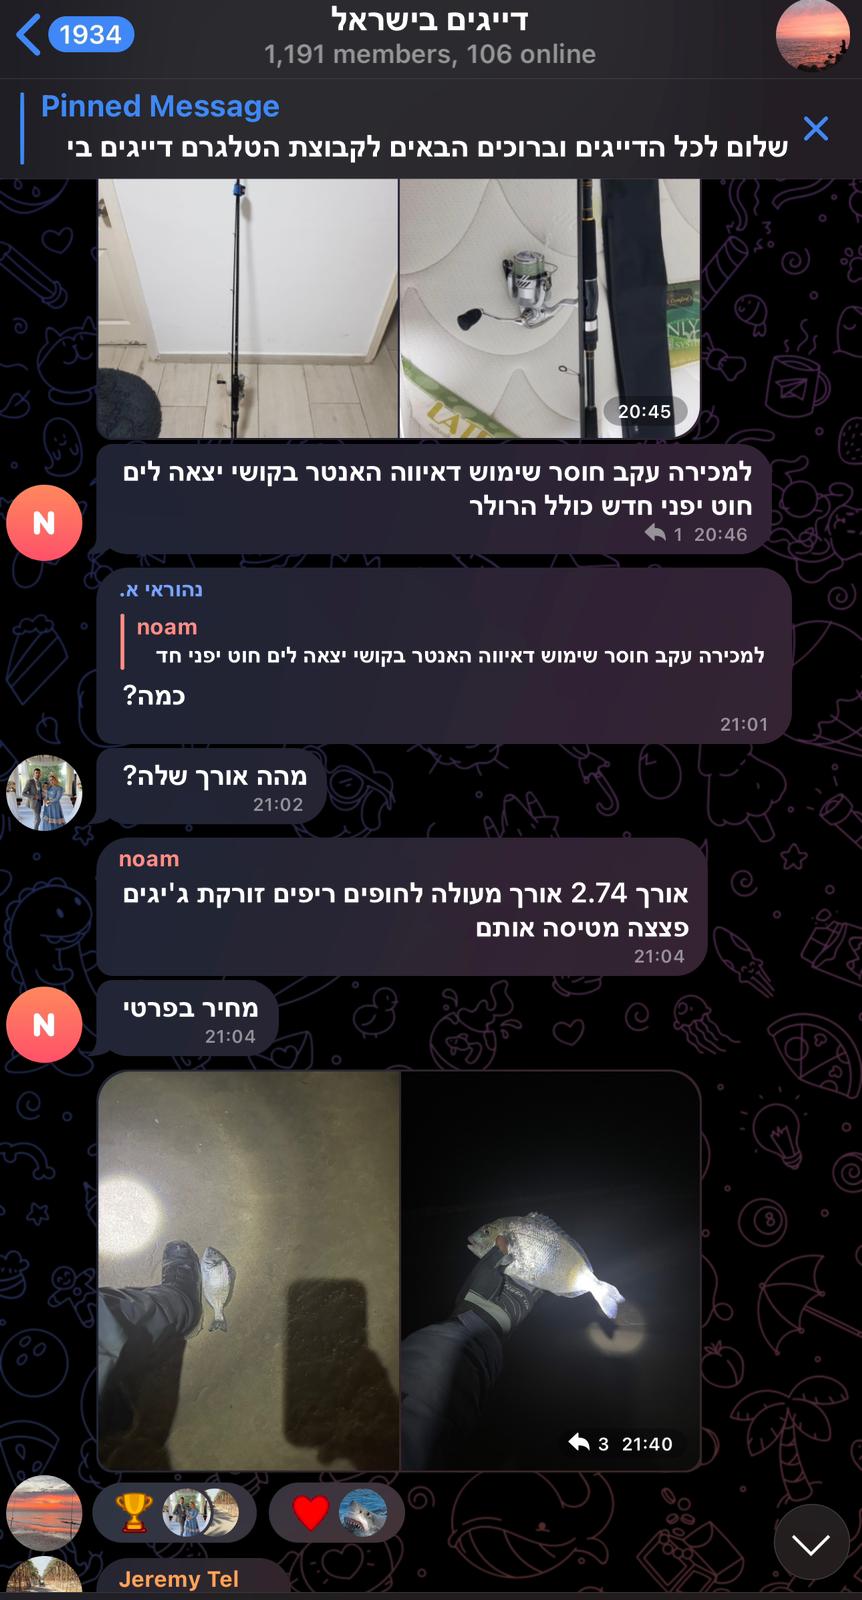 1934
דייגים בישראל
1,191 members, 106 online
Pinned Message
שלום לכל הדייגים וברוכים הבאים לקבוצת הטלגרם דייגים בי
20:45
למכירה עקב חוסר שימוש דאיווה האנטר בקושי יצאה לים
חוט יפני חדש כולל הרולר
1 20:46
N
נהוראי א.
noam
למכירה עקב חוסר שימוש דאיווה האנטר בקושי יצאה לים חוט יפני חד
כמה?
21:01
מהה אורך שלה?
21:02
noam
אורך 2.74 אורך מעולה לחופים ריפים זורקת ג'יגים
פצצה מטיסה אותם
21:04
מחיר בפרטי
21:04
N
3 21:40
Jeremy Tel